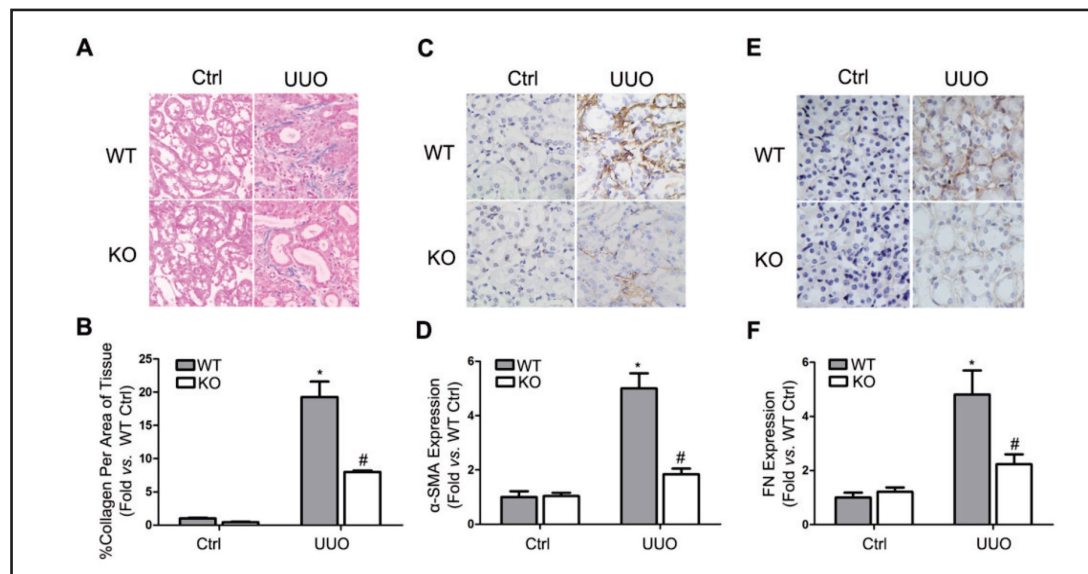 A
Ctrl UUO
WT
KO
B
%Collagen Per Area of Tissue
(Fold vs. WT Ctrl)
25
20
15
10
5
0
WT
KO
*
#
Ctrl UUO
C
Ctrl UUO
WT
KO
D
α-SMA Expression
(Fold vs. WT Ctrl)
6
4
2
0
WT
KO
*
#
Ctrl UUO
E
Ctrl UUO
WT
KO
F
FN Expression
(Fold vs. WT Ctrl)
6
4
2
0
WT
KO
*
#
Ctrl UUO